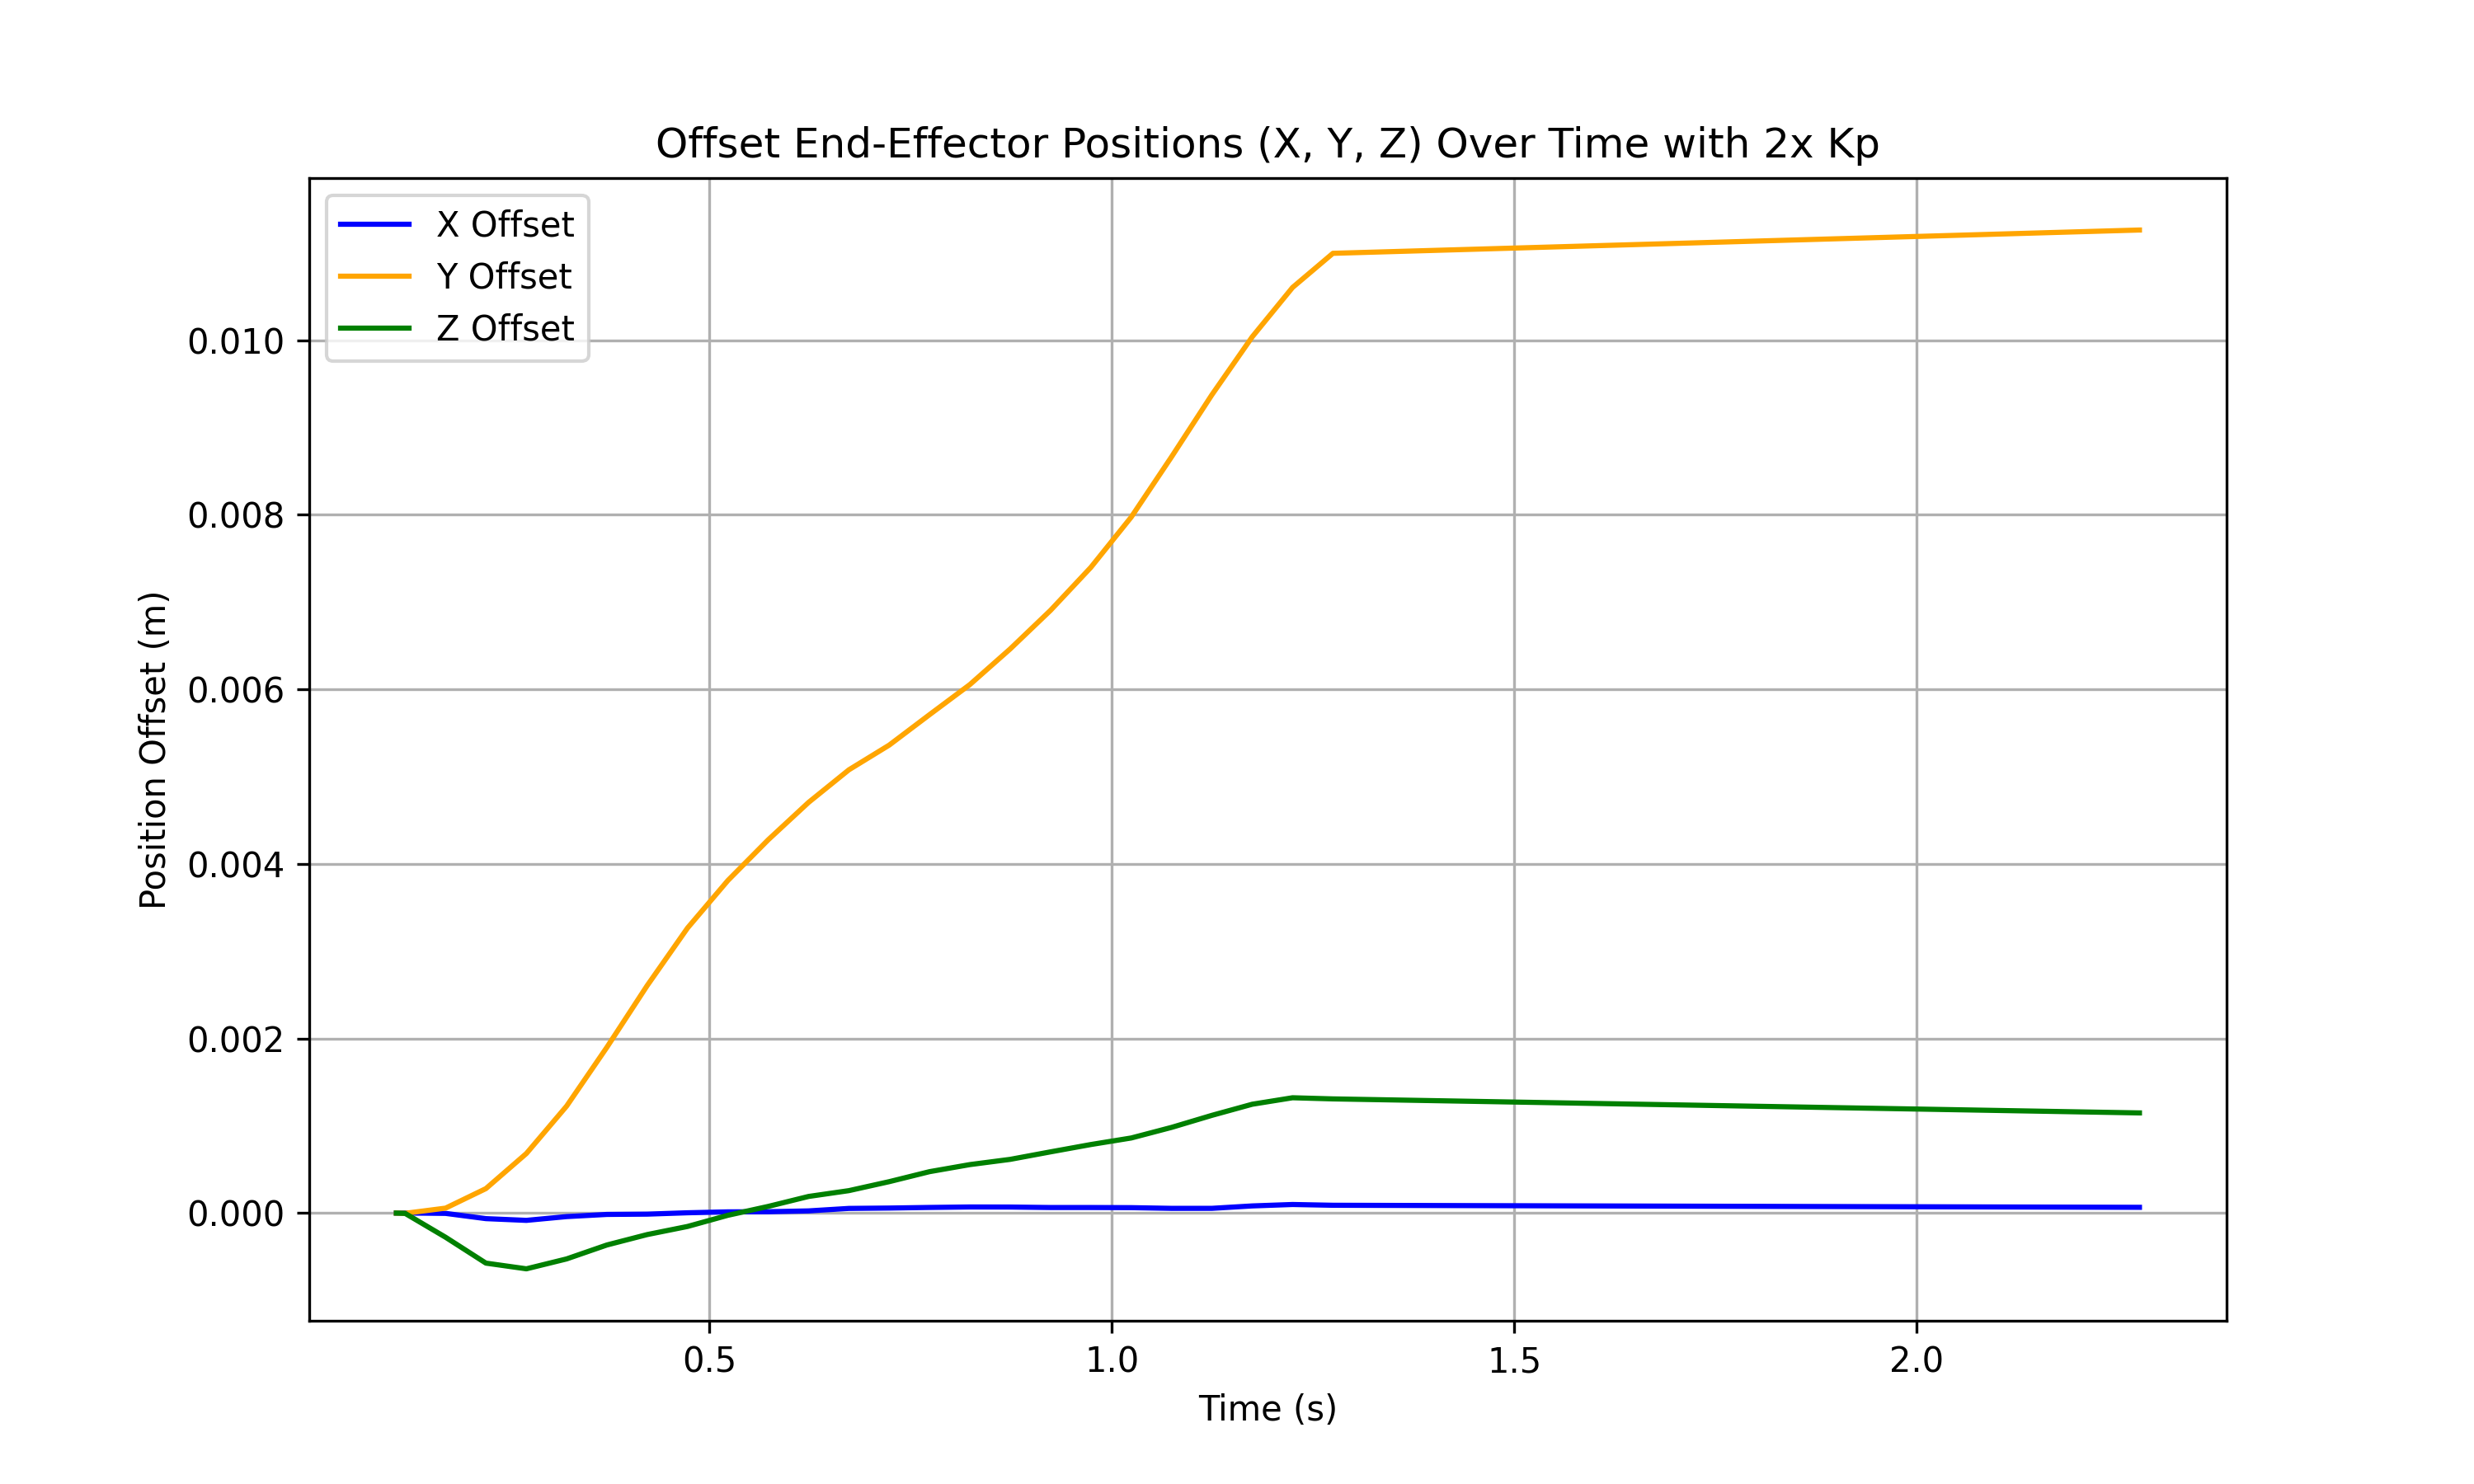 Offset End-Effector Positions (X, Y, Z) Over Time with 2x Kp
X Offset
Y Offset
Z Offset
0.010
0.008
0.006
0.004
0.002
0.000
Position Offset (m)
0.5 1.0 1.5 2.0
Time (s)